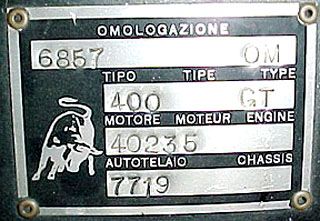 OMOLOGAZIONE
6857 OM
TIPO TIPE TYPE
400 GT
MOTORE MOTEUR ENGINE
40235
AUTOTELAIO CHASSIS
7719